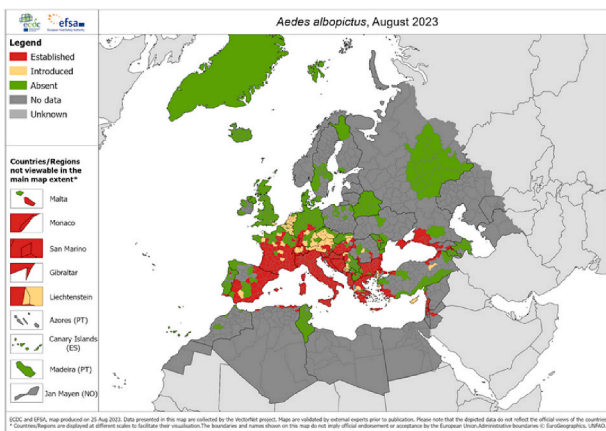 ecdc
efsa
Aedes albopictus, August 2023
Legend
Established
Introduced
Absent
No data
Unknown
Countries/Regions
not viewable in the
main map extent*
Malta
Monaco
San Marino
Gibraltar
Liechtenstein
Azores (PT)
Canary Islands
(ES)
Madeira (PT)
Jan Mayen (NO)
ECDC and EFSA, map produced on 25 Aug 2023. Data presented in this map are collected by the VectorNet project. Maps are validated by external experts prior to publication. Please note that the depicted data do not reflect the official views of the countries
* Countries/Regions are displayed at different scales to facilitate their visualisation.The boundaries and names shown on this map do not imply official endorsement or acceptance by the European Union.Administrative boundaries: © EuroGeographics, UNFAO